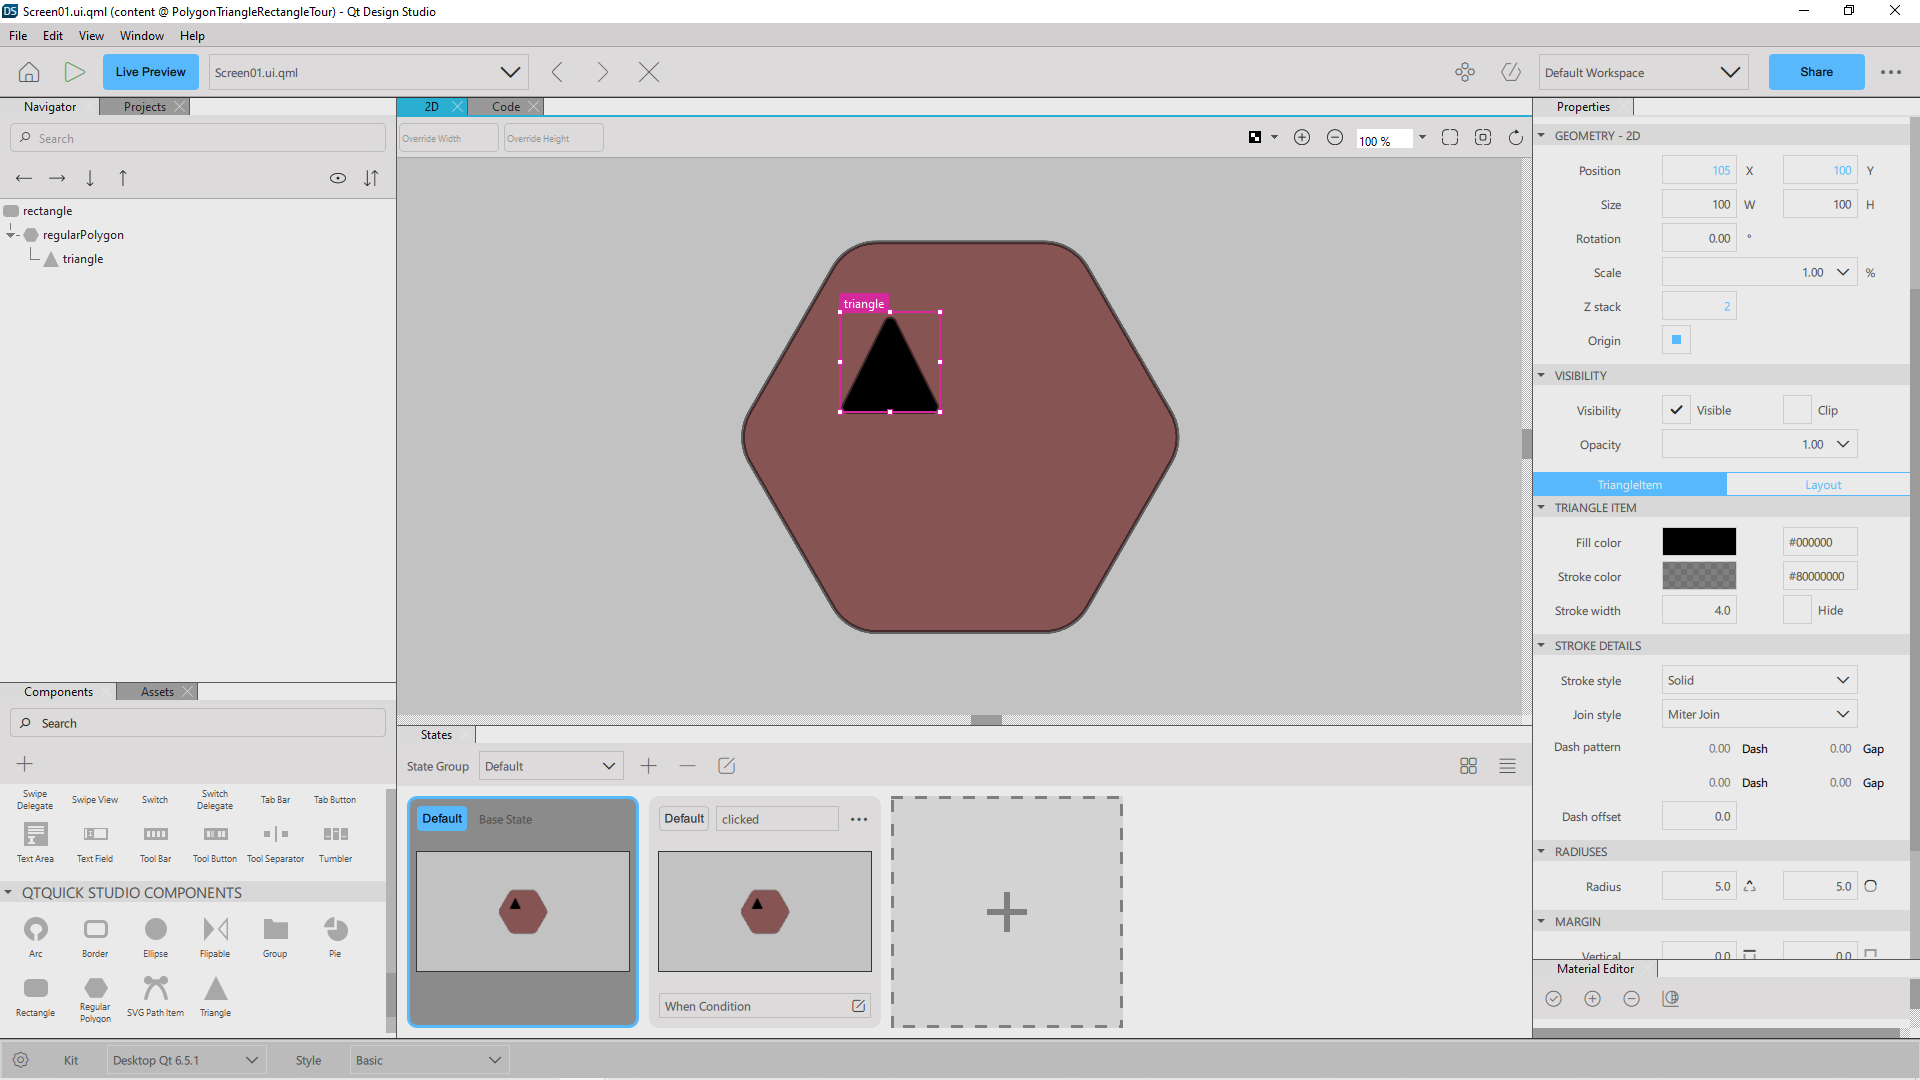 DS Screen01.ui.qml (content @ PolygonTriangleRectangleTour) - Qt Design Studio
File Edit View Window Help
Live Preview Screen01.ui.qml Default Workspace Share
Navigator Projects 2D Code Properties
Search Override Width Override Height 100 %
rectangle
regularPolygon
triangle
triangle
GEOMETRY - 2D
Position 105 X 100 Y
Size 100 W 100 H
Rotation 0.00 °
Scale 1.00 %
Z stack 2
Origin
VISIBILITY
Visibility Visible Clip
Opacity 1.00
TriangleItem Layout
TRIANGLE ITEM
Fill color #000000
Stroke color #80000000
Stroke width 4.0 Hide
STROKE DETAILS
Stroke style Solid
Join style Miter Join
Dash pattern 0.00 Dash 0.00 Gap
0.00 Dash 0.00 Gap
Dash offset 0.0
RADIUSES
Radius 5.0 5.0
MARGIN
Vertical 0.0 0.0
Material Editor
Components Assets
Search
Swipe Delegate Swipe View Switch Switch Delegate Tab Bar Tab Button
Text Area Text Field Tool Bar Tool Button Tool Separator Tumbler
QTQUICK STUDIO COMPONENTS
Arc Border Ellipse Flipable Group Pie
Rectangle Regular Polygon SVG Path Item Triangle
States
State Group Default
Default Base State
Default clicked
When Condition
Kit Desktop Qt 6.5.1 Style Basic